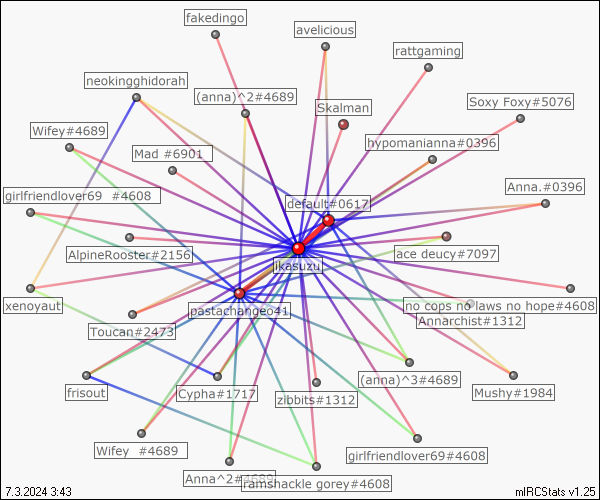 fakedingo
avelicious
rattgaming
neokingghidorah
(anna)^2#4689
Skalman
Soxy Foxy#5076
Wifey#4689
Mad #6901
hypomanianna#0396
girlfriendlover69  #4608
default#0617
Anna.#0396
AlpineRooster#2156
ikasuzu
ace deucy#7097
xenoyaut
pastachangeo41
no cops no laws no hope#4608
Toucan#2473
Annarchist#1312
frisout
Cypha#1717
zibbits#1312
(anna)^3#4689
Mushy#1984
Wifey  #4689
girlfriendlover69#4608
Anna^2#4689
ramshackle gorey#4608
7.3.2024 3:43
mIRCStats v1.25